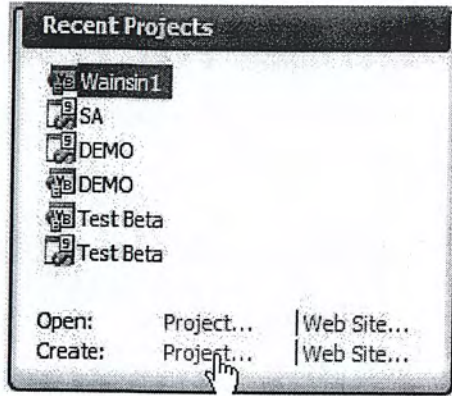 Recent Projects
Wainsin1
SA
DEMO
DEMO
Test Beta
Test Beta
Open: Project... | Web Site...
Create: Project... | Web Site...